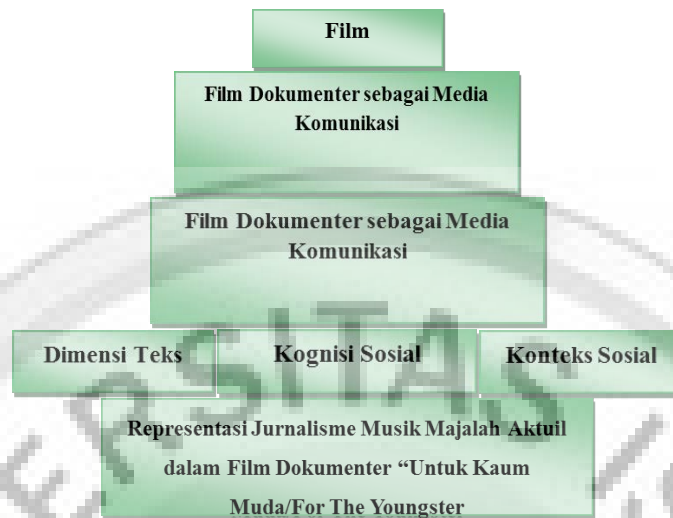 Film
Film Dokumenter sebagai Media
Komunikasi
Film Dokumenter sebagai Media
Komunikasi
Dimensi Teks Kognisi Sosial Konteks Sosial
Representasi Jurnalisme Musik Majalah Aktuil
dalam Film Dokumenter “Untuk Kaum
Muda/For The Youngster
ERSITAS